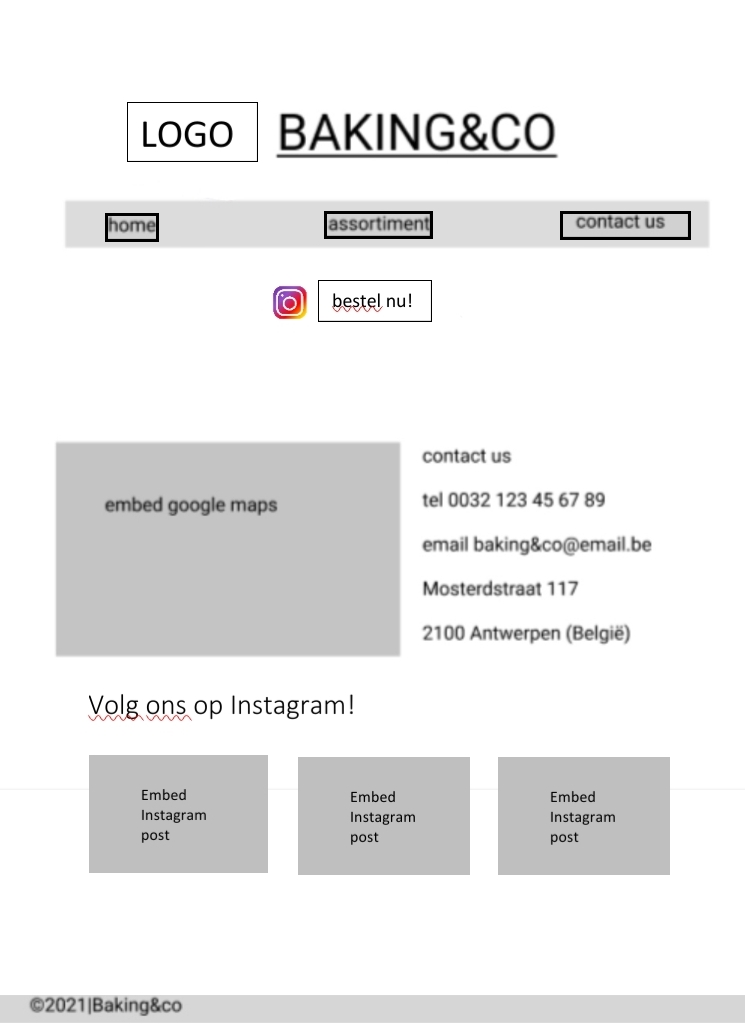 LOGO
BAKING&CO
home
assortiment
contact us
bestel nu!
embed google maps
contact us
tel 0032 123 45 67 89
email baking&co@email.be
Mosterdstraat 117
2100 Antwerpen (België)
Volg ons op Instagram!
Embed
Instagram
post
Embed
Instagram
post
Embed
Instagram
post
©2021|Baking&co